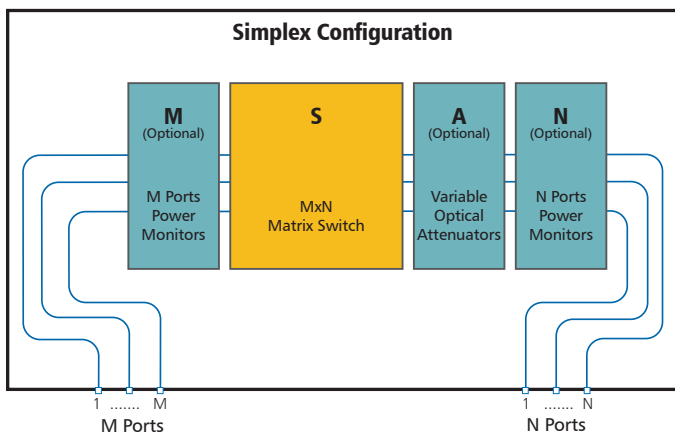 Simplex Configuration
M
(Optional)
M Ports
Power
Monitors
S
MxN
Matrix Switch
A
(Optional)
Variable
Optical
Attenuators
N
(Optional)
N Ports
Power
Monitors
1 ....... M
M Ports
1 ....... N
N Ports